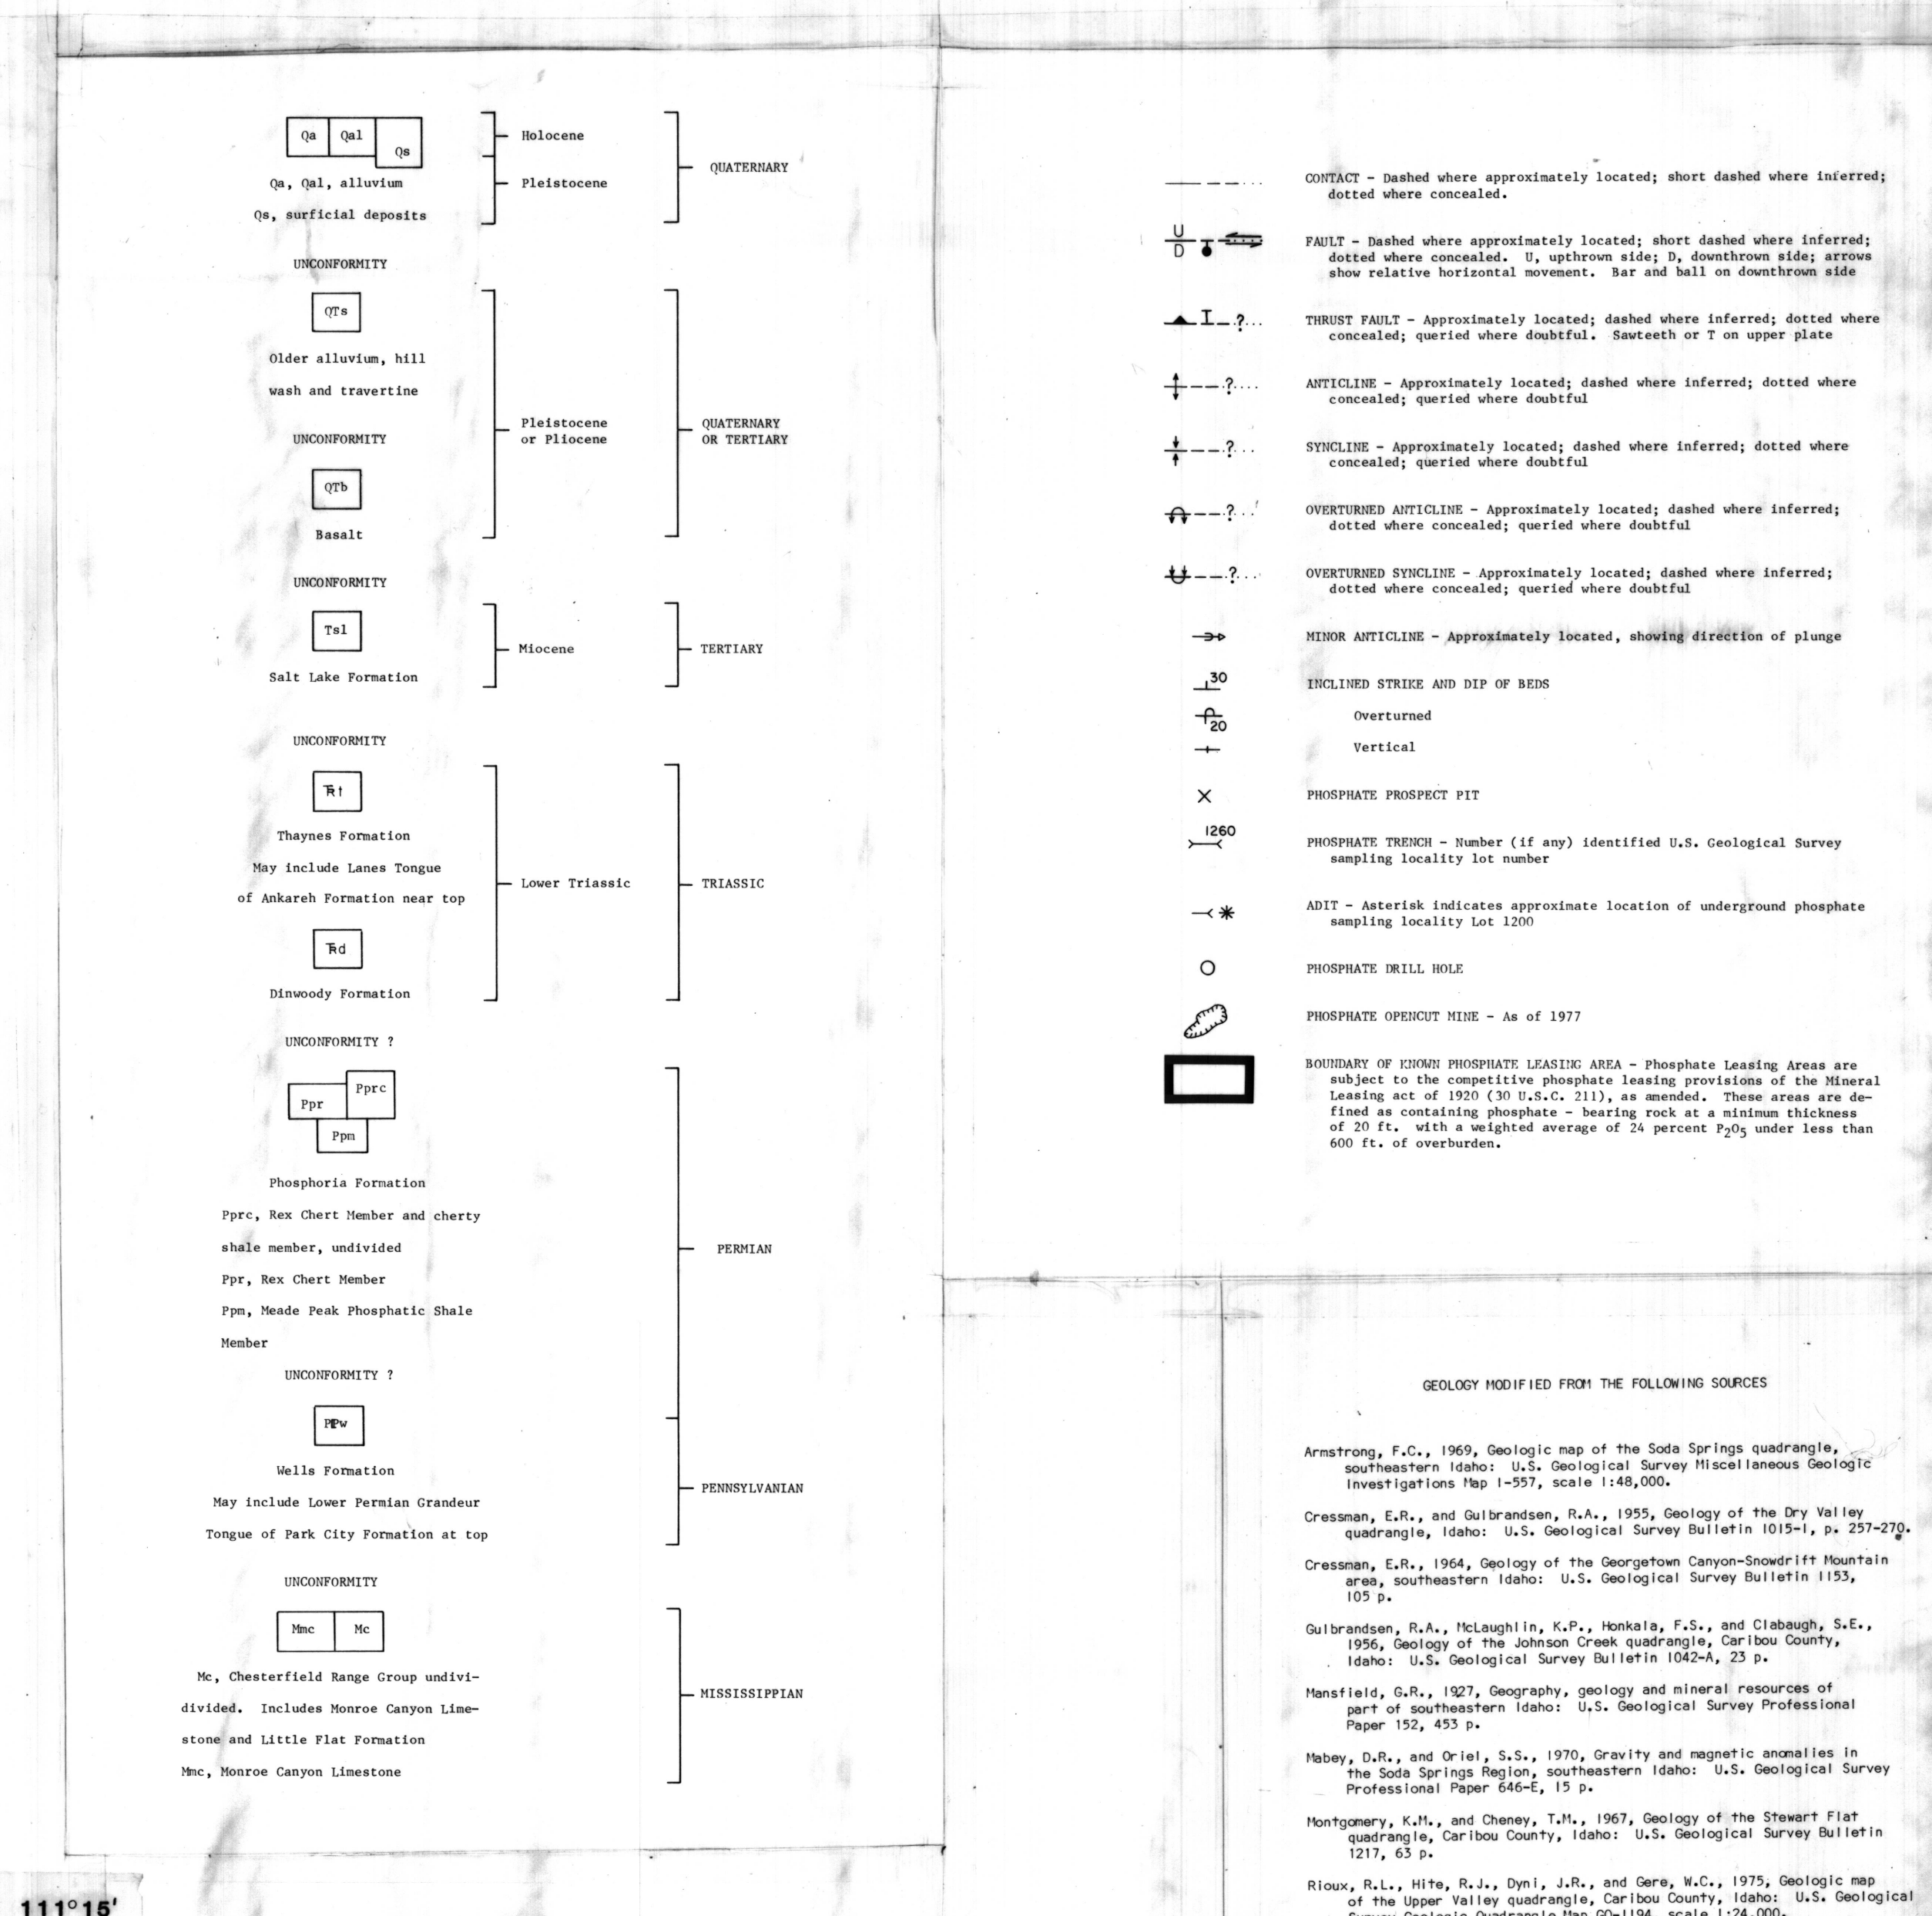 Qa Qal Qs
Holocene
Pleistocene
QUATERNARY
Qa, Qal, alluvium
Qs, surficial deposits
UNCONFORMITY
QTs
Older alluvium, hill
wash and travertine
UNCONFORMITY
Pleistocene
or Pliocene
QUATERNARY
OR TERTIARY
QTb
Basalt
UNCONFORMITY
Tsl
Miocene
TERTIARY
Salt Lake Formation
UNCONFORMITY
Ŧt
Thaynes Formation
May include Lanes Tongue
of Ankareh Formation near top
Lower Triassic
TRIASSIC
Ŧd
Dinwoody Formation
UNCONFORMITY ?
Pprc
Ppr
Ppm
Phosphoria Formation
Pprc, Rex Chert Member and cherty
shale member, undivided
Ppr, Rex Chert Member
Ppm, Meade Peak Phosphatic Shale
Member
PERMIAN
UNCONFORMITY ?
PPw
Wells Formation
May include Lower Permian Grandeur
Tongue of Park City Formation at top
PENNSYLVANIAN
UNCONFORMITY
Mmc Mc
Mc, Chesterfield Range Group undivi-
divided. Includes Monroe Canyon Lime-
stone and Little Flat Formation
Mmc, Monroe Canyon Limestone
MISSISSIPPIAN
111°15'
CONTACT - Dashed where approximately located; short dashed where inferred;
dotted where concealed.
U
D
FAULT - Dashed where approximately located; short dashed where inferred;
dotted where concealed. U, upthrown side; D, downthrown side; arrows
show relative horizontal movement. Bar and ball on downthrown side
T ?
THRUST FAULT - Approximately located; dashed where inferred; dotted where
concealed; queried where doubtful. Sawteeth or T on upper plate
?
ANTICLINE - Approximately located; dashed where inferred; dotted where
concealed; queried where doubtful
?
SYNCLINE - Approximately located; dashed where inferred; dotted where
concealed; queried where doubtful
?
OVERTURNED ANTICLINE - Approximately located; dashed where inferred;
dotted where concealed; queried where doubtful
?
OVERTURNED SYNCLINE - Approximately located; dashed where inferred;
dotted where concealed; queried where doubtful
MINOR ANTICLINE - Approximately located, showing direction of plunge
30
INCLINED STRIKE AND DIP OF BEDS
20
Overturned
Vertical
PHOSPHATE PROSPECT PIT
1260
PHOSPHATE TRENCH - Number (if any) identified U.S. Geological Survey
sampling locality lot number
ADIT - Asterisk indicates approximate location of underground phosphate
sampling locality Lot 1200
PHOSPHATE DRILL HOLE
PHOSPHATE OPENCUT MINE - As of 1977
BOUNDARY OF KNOWN PHOSPHATE LEASING AREA - Phosphate Leasing Areas are
subject to the competitive phosphate leasing provisions of the Mineral
Leasing act of 1920 (30 U.S.C. 211), as amended. These areas are de-
fined as containing phosphate - bearing rock at a minimum thickness
of 20 ft. with a weighted average of 24 percent P2O5 under less than
600 ft. of overburden.
GEOLOGY MODIFIED FROM THE FOLLOWING SOURCES
Armstrong, F.C., 1969, Geologic map of the Soda Springs quadrangle,
southeastern Idaho: U.S. Geological Survey Miscellaneous Geologic
Investigations Map I-557, scale 1:48,000.
Cressman, E.R., and Gulbrandsen, R.A., 1955, Geology of the Dry Valley
quadrangle, Idaho: U.S. Geological Survey Bulletin 1015-I, p. 257-270.
Cressman, E.R., 1964, Geology of the Georgetown Canyon-Snowdrift Mountain
area, southeastern Idaho: U.S. Geological Survey Bulletin 1153,
105 p.
Gulbrandsen, R.A., McLaughlin, K.P., Honkala, F.S., and Clabaugh, S.E.,
1956, Geology of the Johnson Creek quadrangle, Caribou County,
Idaho: U.S. Geological Survey Bulletin 1042-A, 23 p.
Mansfield, G.R., 1927, Geography, geology and mineral resources of
part of southeastern Idaho: U.S. Geological Survey Professional
Paper 152, 453 p.
Mabey, D.R., and Oriel, S.S., 1970, Gravity and magnetic anomalies in
the Soda Springs Region, southeastern Idaho: U.S. Geological Survey
Professional Paper 646-E, 15 p.
Montgomery, K.M., and Cheney, T.M., 1967, Geology of the Stewart Flat
quadrangle, Caribou County, Idaho: U.S. Geological Survey Bulletin
1217, 63 p.
Rioux, R.L., Hite, R.J., Dyni, J.R., and Gere, W.C., 1975, Geologic map
of the Upper Valley quadrangle, Caribou County, Idaho: U.S. Geological
Survey Geologic Quadrangle Map GQ-1194, scale 1:24,000.